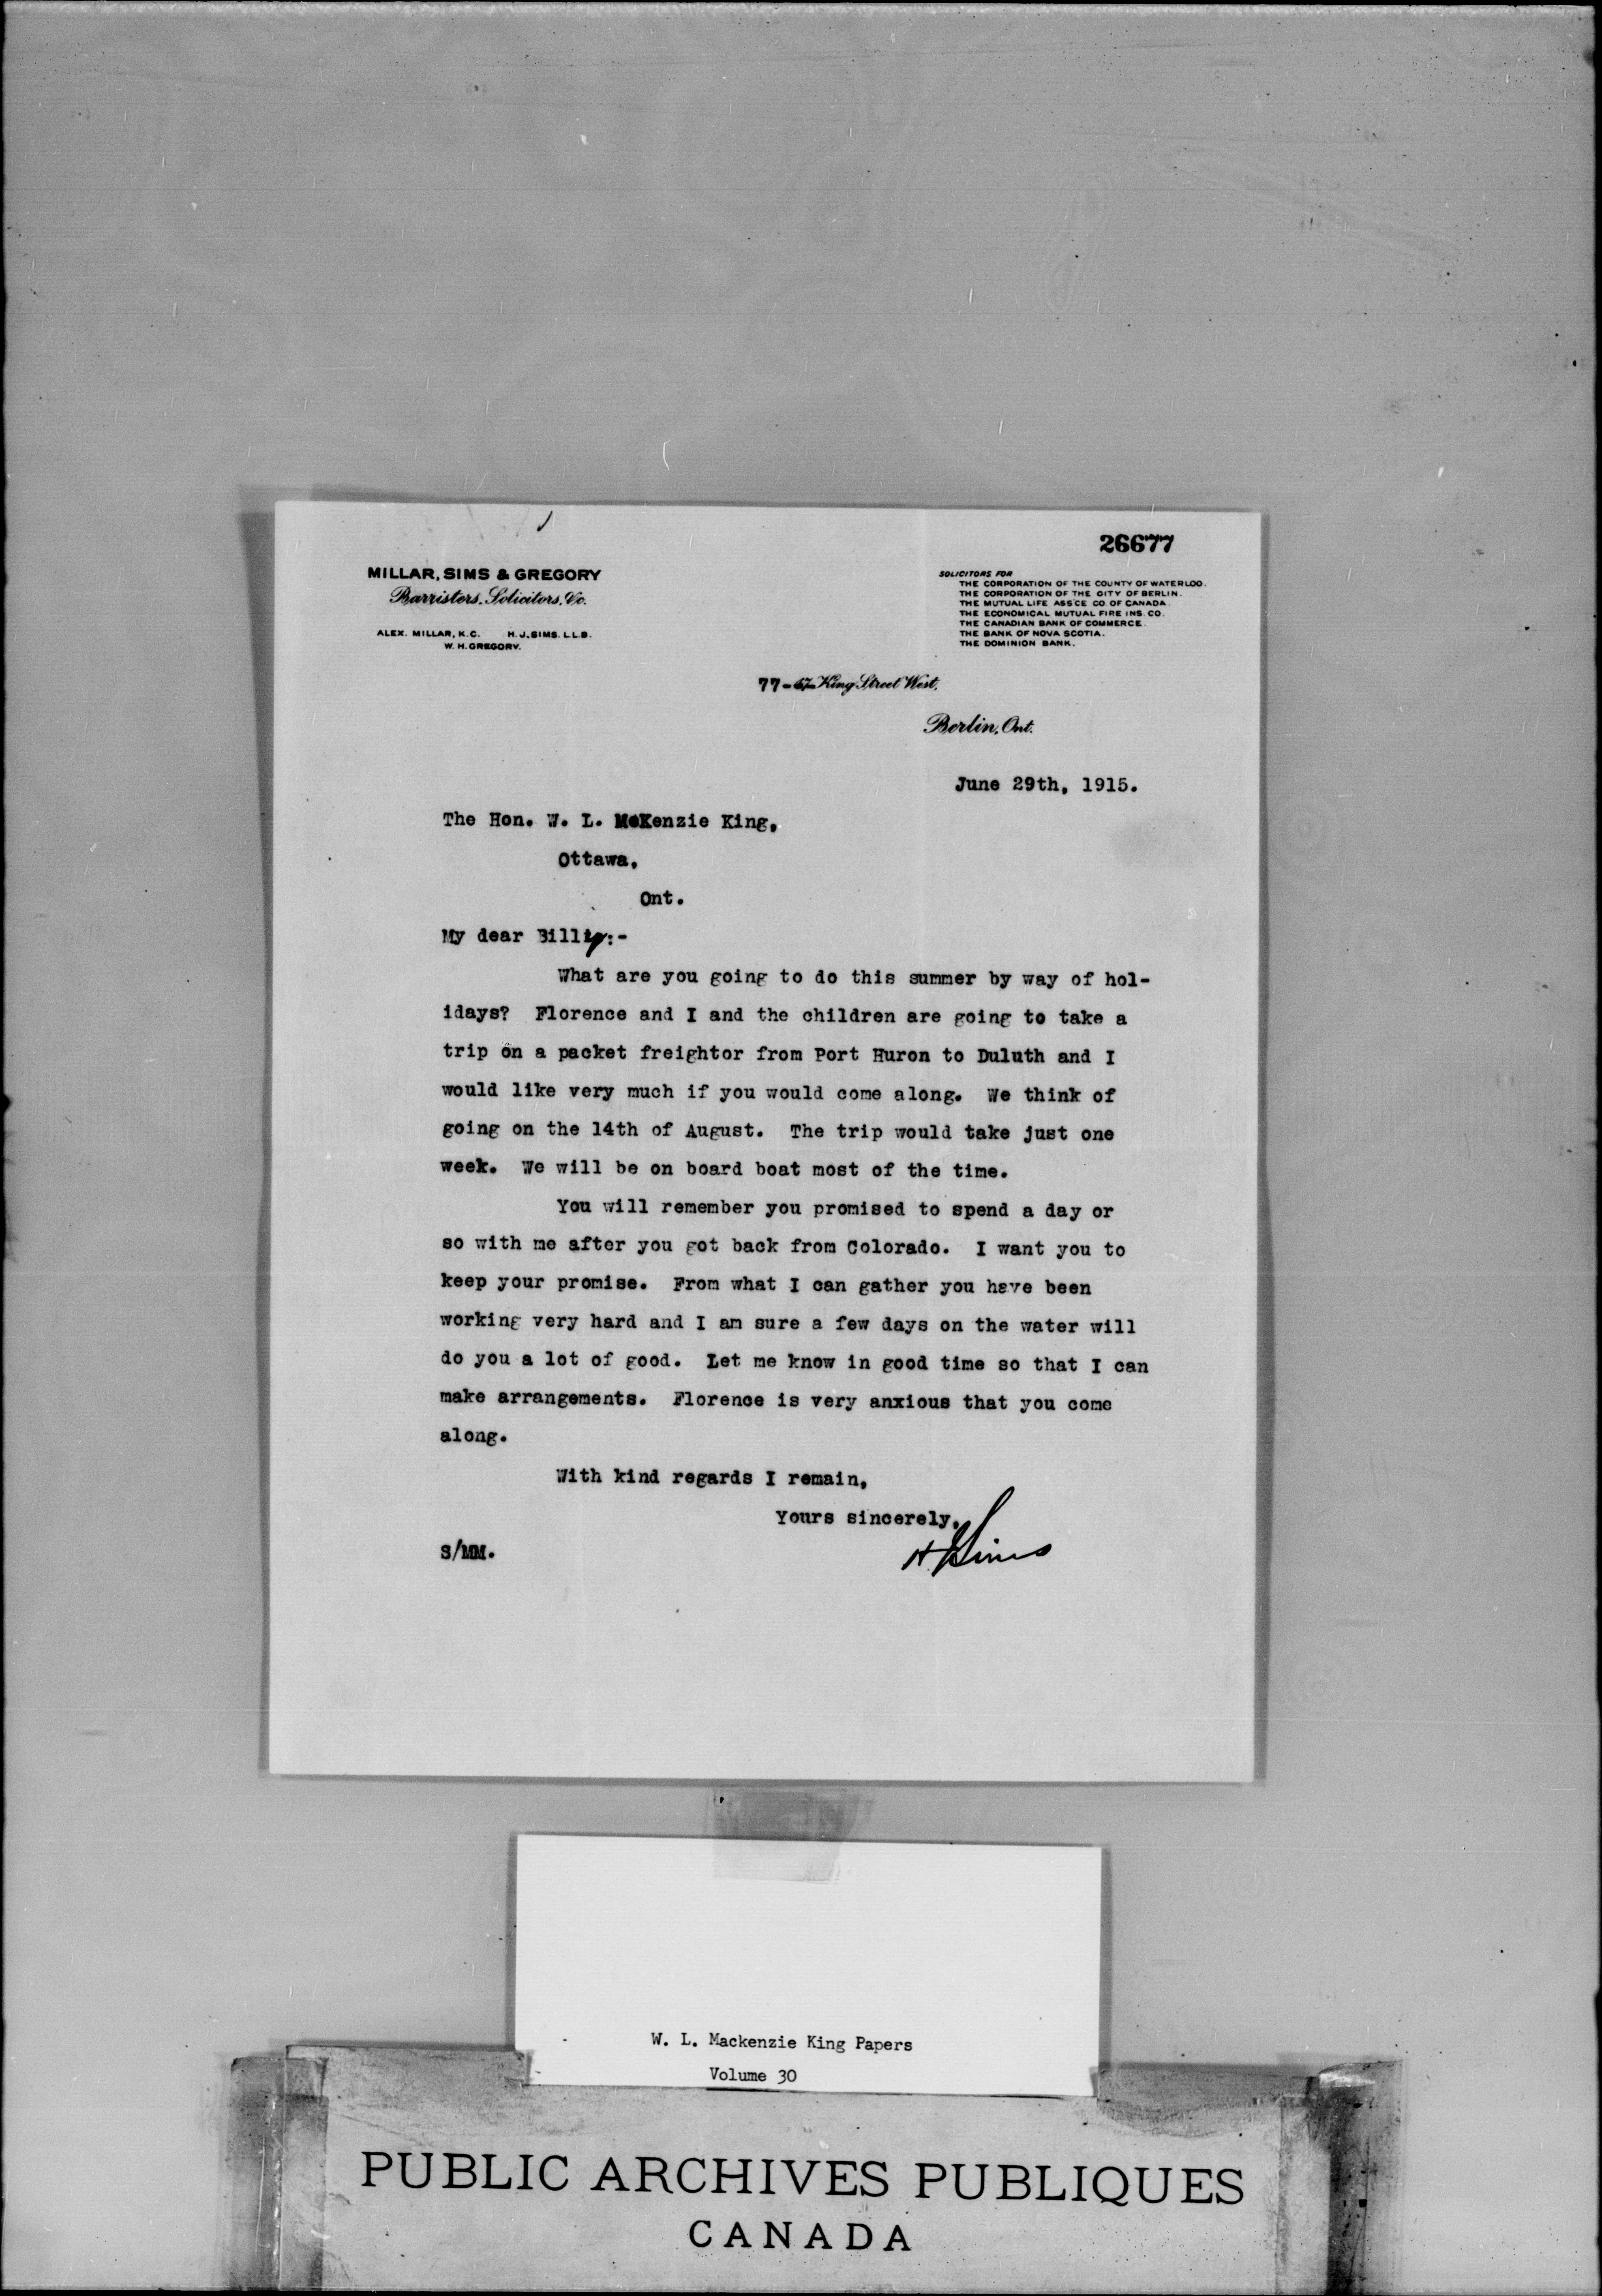 26677
MILLAR, SIMS & GREGORY
Barristers, Solicitors, &c.
ALEX. MILLAR, K.C. H.J. SIMS. L.L.B.
W. H. GREGORY.
SOLICITORS FOR
THE CORPORATION OF THE COUNTY OF WATERLOO.
THE CORPORATION OF THE CITY OF BERLIN.
THE MUTUAL LIFE ASS'CE CO OF CANADA.
THE ECONOMICAL MUTUAL FIRE INS. CO.
THE CANADIAN BANK OF COMMERCE.
THE BANK OF NOVA SCOTIA.
THE DOMINION BANK.
77- King Street West,
Berlin, Ont.
June 29th, 1915.
The Hon. W. L. McKenzie King,
Ottawa,
Ont.
My dear Billy:-
What are you going to do this summer by way of hol-
idays? Florence and I and the children are going to take a
trip on a packet freightor from Port Huron to Duluth and I
would like very much if you would come along. We think of
going on the 14th of August. The trip would take just one
week. We will be on board boat most of the time.
You will remember you promised to spend a day or
so with me after you got back from Colorado. I want you to
keep your promise. From what I can gather you have been
working very hard and I am sure a few days on the water will
do you a lot of good. Let me know in good time so that I can
make arrangements. Florence is very anxious that you come
along.
With kind regards I remain,
Yours sincerely,
H J Sims
S/MM.
W. L. Mackenzie King Papers
Volume 30
PUBLIC ARCHIVES PUBLIQUES
CANADA